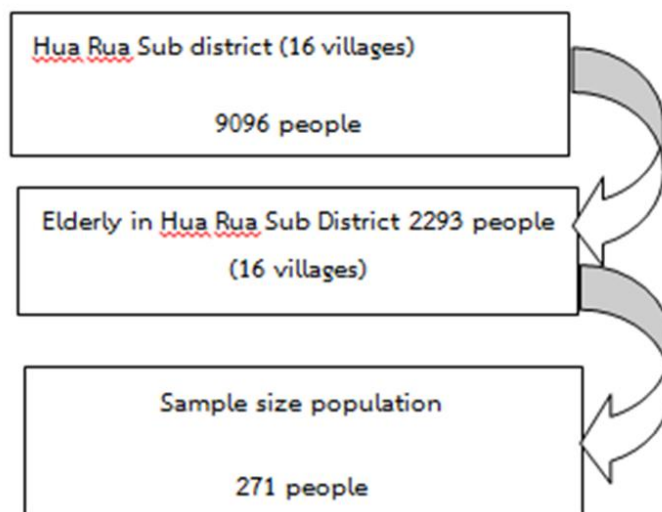 Hua Rua Sub district (16 villages)
9096 people
Elderly in Hua Rua Sub District 2293 people
(16 villages)
Sample size population
271 people